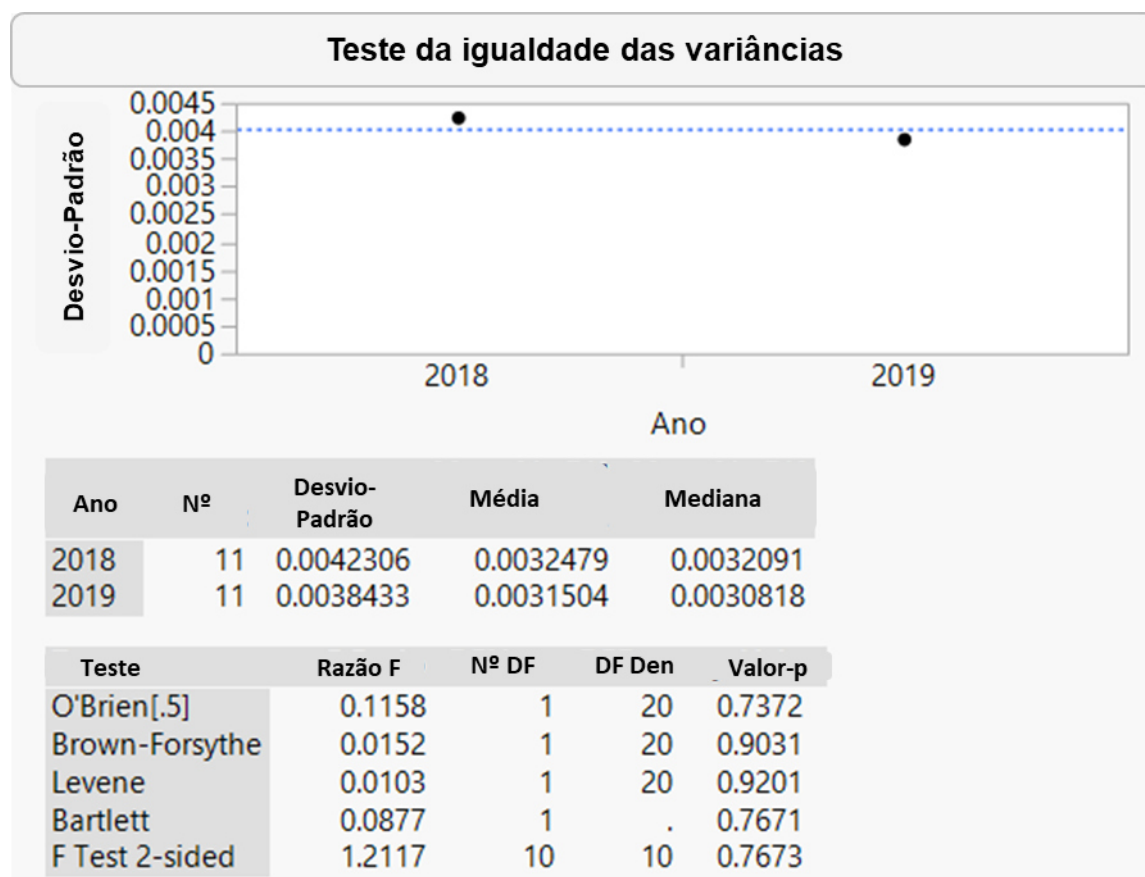 Teste da igualdade das variâncias
Desvio-Padrão
0.0045
0.004
0.0035
0.003
0.0025
0.002
0.0015
0.001
0.0005
0
2018 2019
Ano
Ano Nº Desvio-Padrão Média Mediana
2018 11 0.0042306 0.0032479 0.0032091
2019 11 0.0038433 0.0031504 0.0030818
Teste Razão F Nº DF DF Den Valor-p
O'Brien[.5] 0.1158 1 20 0.7372
Brown-Forsythe 0.0152 1 20 0.9031
Levene 0.0103 1 20 0.9201
Bartlett 0.0877 1 . 0.7671
F Test 2-sided 1.2117 10 10 0.7673